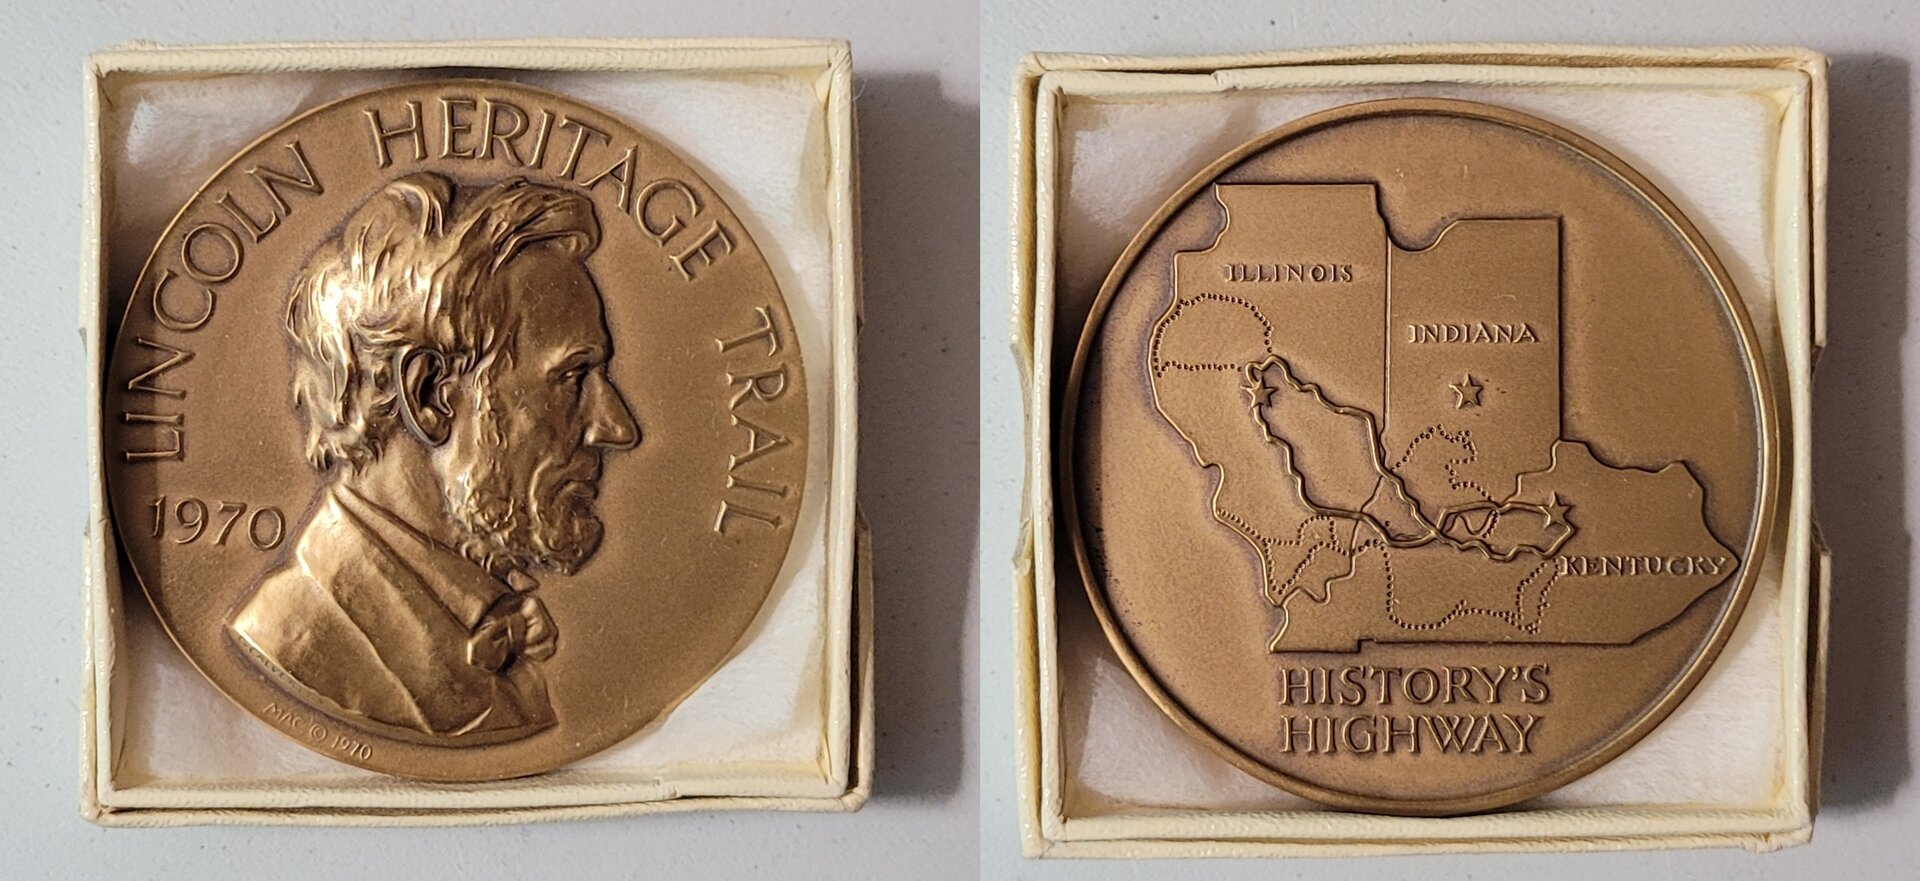 LINCOLN HERITAGE TRAIL
1970
MAC © 1970
ILLINOIS
INDIANA
KENTUCKY
HISTORY'S
HIGHWAY